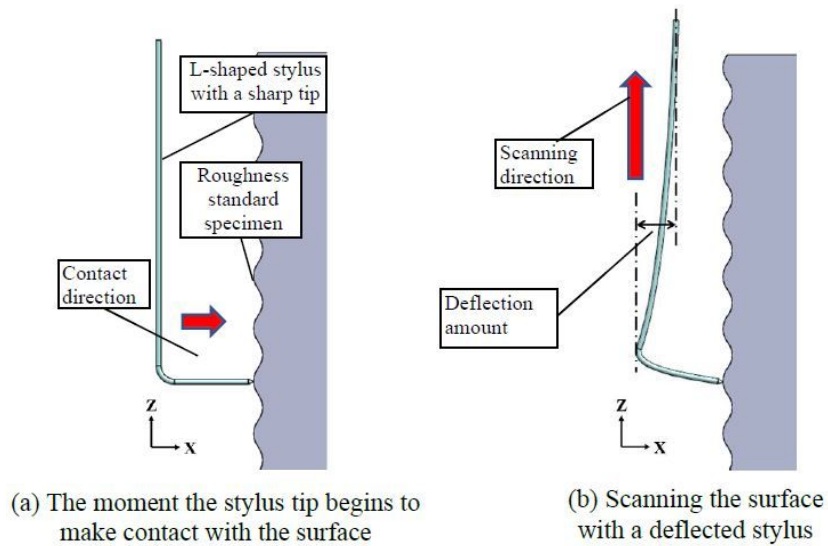 L-shaped stylus
with a sharp tip
Roughness
standard
specimen
Contact
direction
Z
X
(a) The moment the stylus tip begins to
make contact with the surface
Scanning
direction
Deflection
amount
Z
X
(b) Scanning the surface
with a deflected stylus